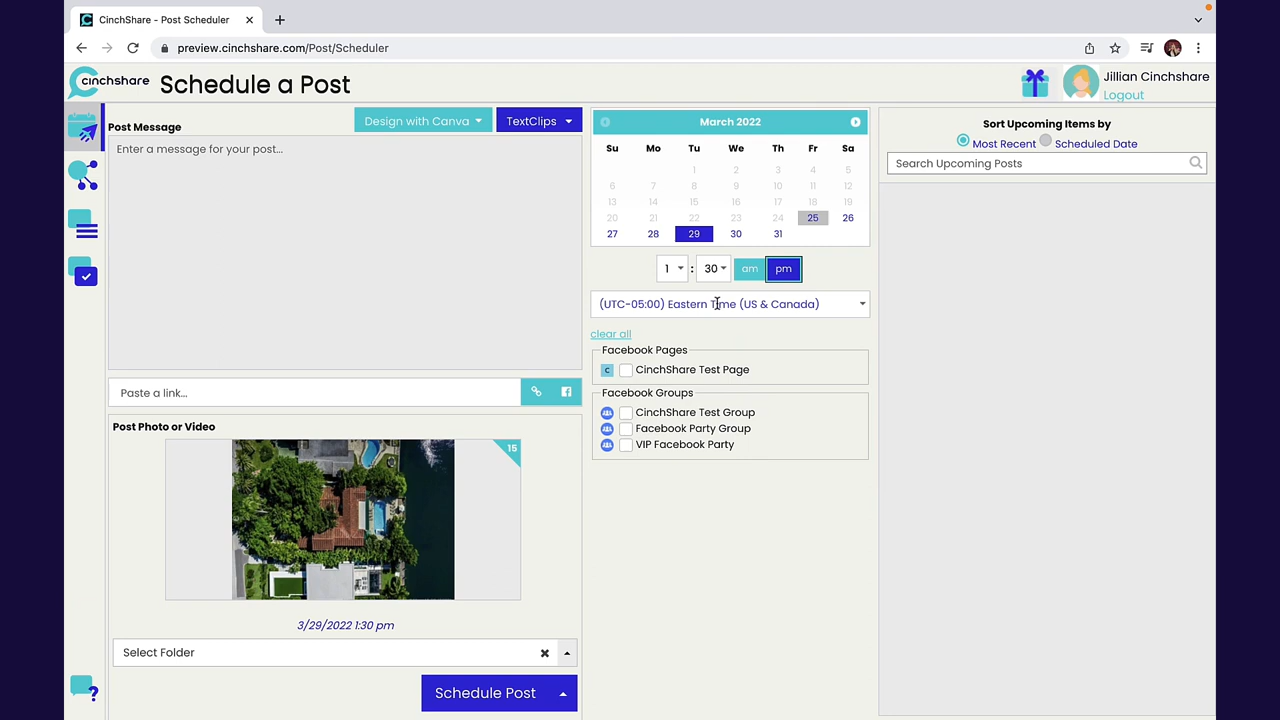 CinchShare - Post Scheduler
preview.cinchshare.com/Post/Scheduler
cinchshare
Schedule a Post
Jillian Cinchshare
Logout
Post Message
Design with Canva
TextClips
Enter a message for your post...
Paste a link...
Post Photo or Video
15
3/29/2022 1:30 pm
Select Folder
Schedule Post
March 2022
Su Mo Tu We Th Fr Sa
1 2 3 4 5
6 7 8 9 10 11 12
13 14 15 16 17 18 19
20 21 22 23 24 25 26
27 28 29 30 31
1 : 30 am pm
(UTC-05:00) Eastern Time (US & Canada)
clear all
Facebook Pages
C CinchShare Test Page
Facebook Groups
CinchShare Test Group
Facebook Party Group
VIP Facebook Party
Sort Upcoming Items by
Most Recent Scheduled Date
Search Upcoming Posts
?